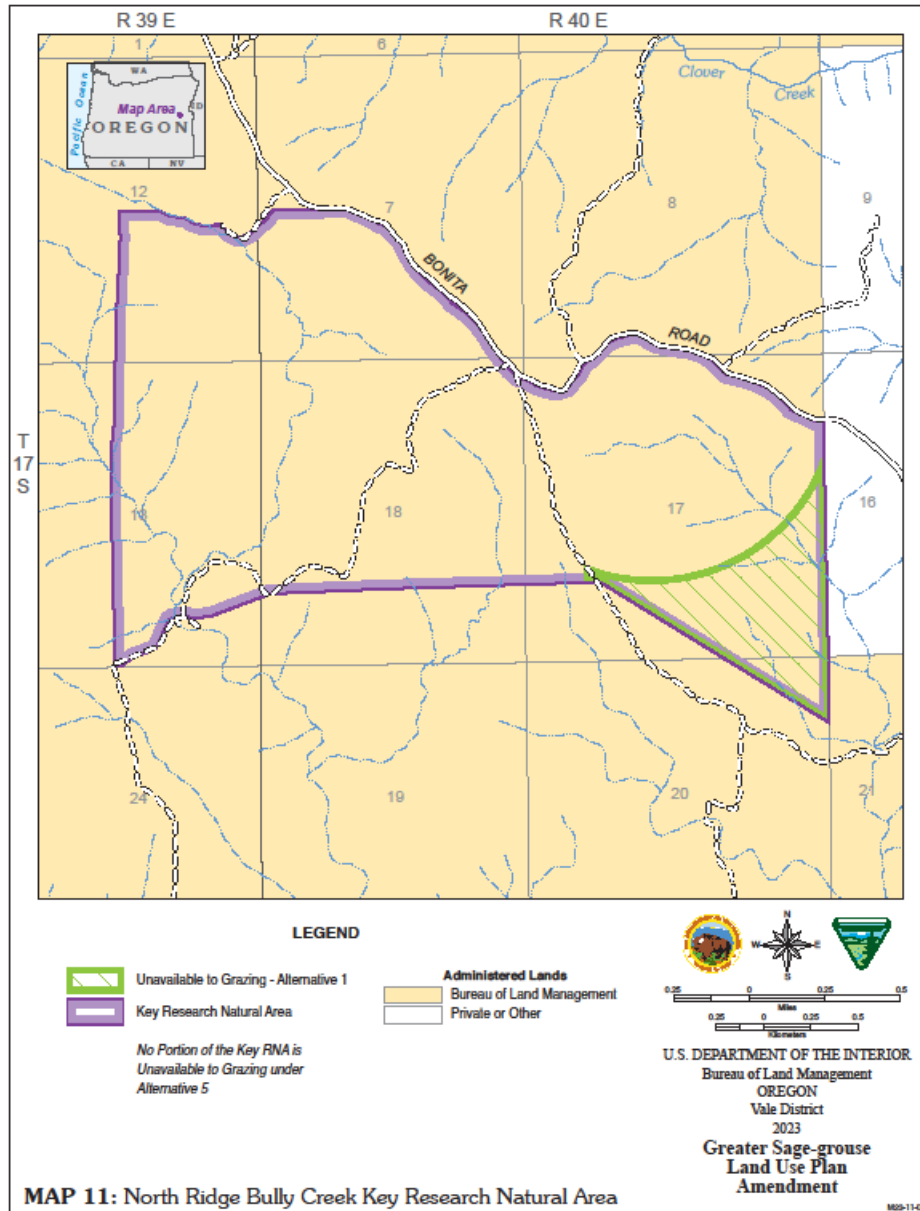 R 39 E
R 40 E
1
6
Clover
Creek
WA
Pacific Ocean
Map Area
ID
OREGON
CA
NV
12
7
8
9
BONITA
ROAD
T
17
S
13
18
17
16
24
19
20
21
LEGEND
Unavailable to Grazing - Alternative 1
Key Research Natural Area
No Portion of the Key RNA is
Unavailable to Grazing under
Alternative 5
Administered Lands
Bureau of Land Management
Private or Other
N
W
E
S
0.25
0
0.25
0.5
Miles
0.25
0
0.25
0.5
Kilometers
U.S. DEPARTMENT OF THE INTERIOR
Bureau of Land Management
OREGON
Vale District
2023
Greater Sage-grouse
Land Use Plan
Amendment
MAP 11: North Ridge Bully Creek Key Research Natural Area